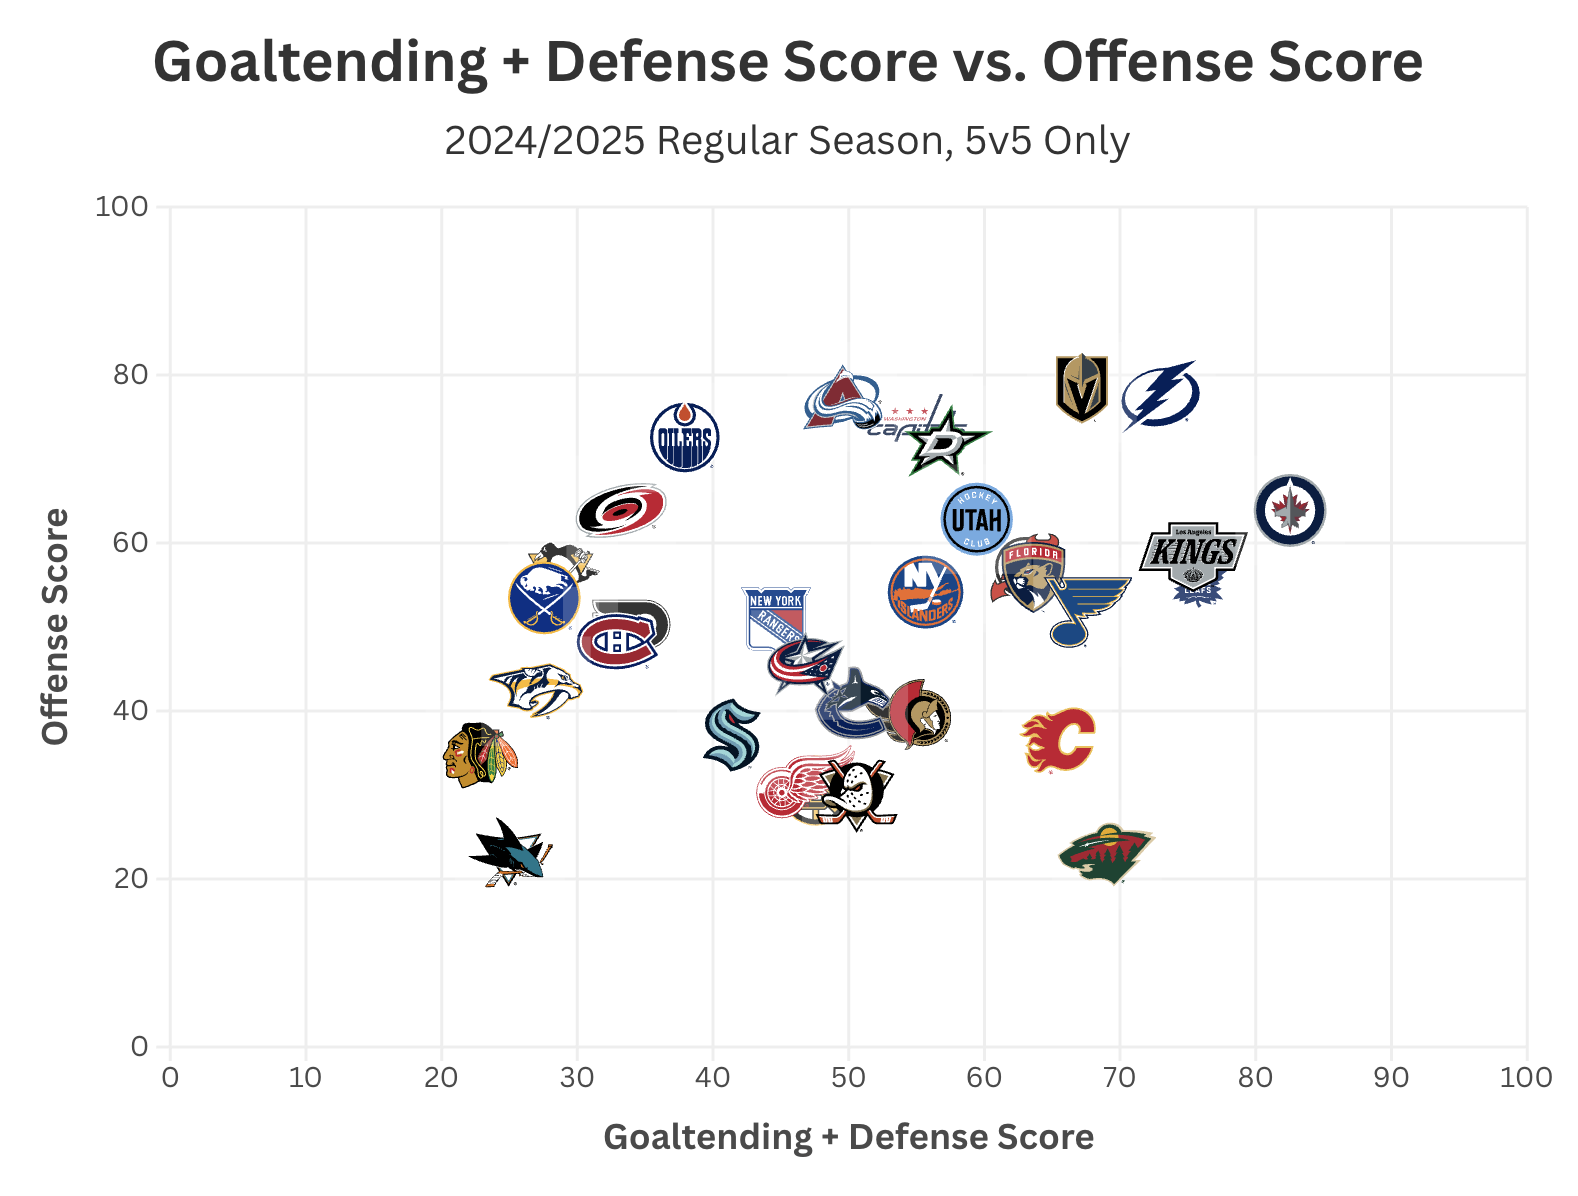 Goaltending + Defense Score vs. Offense Score
2024/2025 Regular Season, 5v5 Only
100
80
60
40
20
0
Offense Score
OILERS
WASHINGTON
capitals
D
HOCKEY
UTAH
CLUB
FLORIDA
Los Angeles
KINGS
LEAFS
NY
ISLANDERS
NEW YORK
RANGERS
0
10
20
30
40
50
60
70
80
90
100
Goaltending + Defense Score